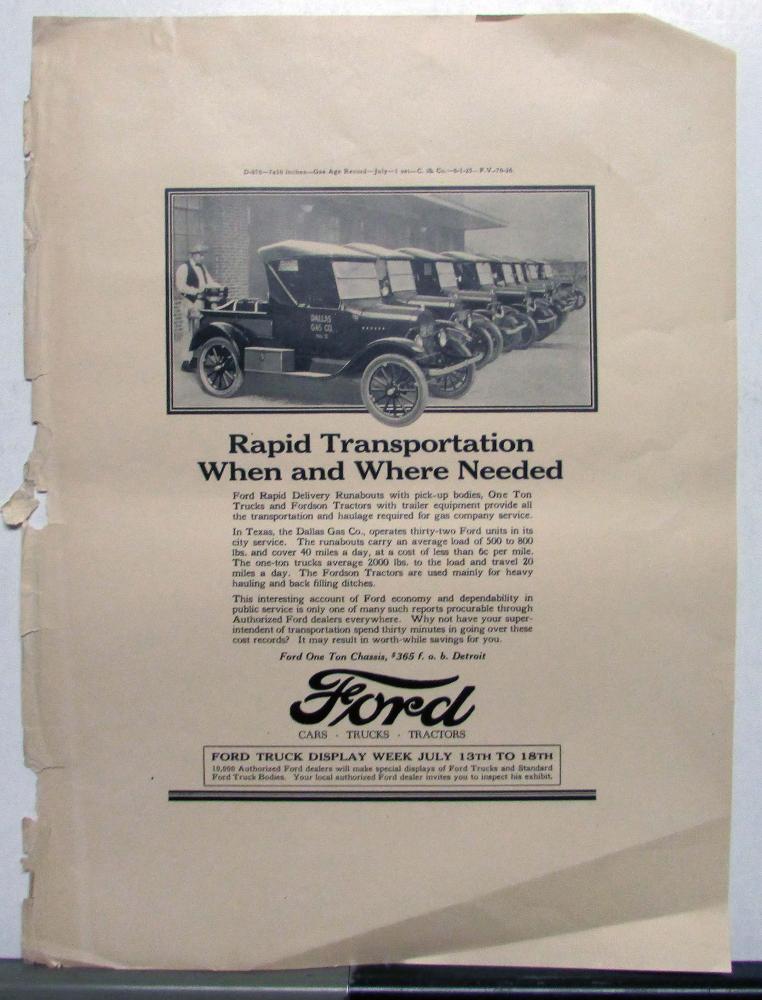 D-870—7x10 inches—Gas Age Record—July—1 set—C. & Co.—6-1-25—F.V.-76-36
DALLAS
GAS CO.
Rapid Transportation
When and Where Needed
Ford Rapid Delivery Runabouts with pick-up bodies, One Ton
Trucks and Fordson Tractors with trailer equipment provide all
the transportation and haulage required for gas company service.
In Texas, the Dallas Gas Co., operates thirty-two Ford units in its
city service. The runabouts carry an average load of 500 to 800
lbs. and cover 40 miles a day, at a cost of less than 6c per mile.
The one-ton trucks average 2000 lbs. to the load and travel 20
miles a day. The Fordson Tractors are used mainly for heavy
hauling and back filling ditches.
This interesting account of Ford economy and dependability in
public service is only one of many such reports procurable through
Authorized Ford dealers everywhere. Why not have your super-
intendent of transportation spend thirty minutes in going over these
cost records? It may result in worth-while savings for you.
Ford One Ton Chassis, $365 f. o. b. Detroit
Ford
CARS · TRUCKS · TRACTORS
FORD TRUCK DISPLAY WEEK JULY 13TH TO 18TH
10,000 Authorized Ford dealers will make special displays of Ford Trucks and Standard
Ford Truck Bodies. Your local authorized Ford dealer invites you to inspect his exhibit.